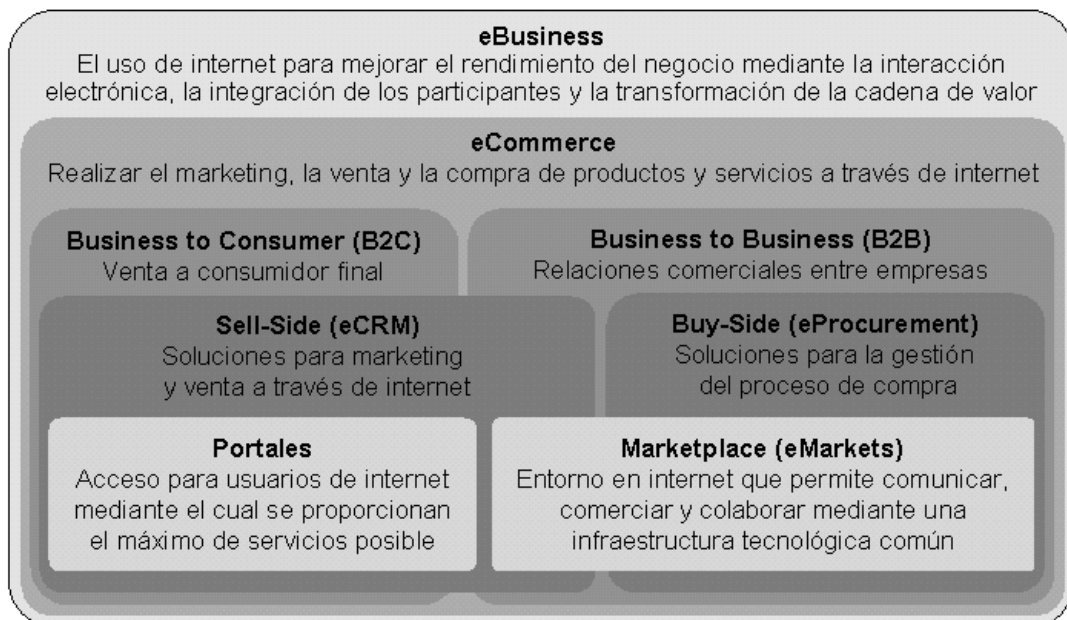 eBusiness
El uso de internet para mejorar el rendimiento del negocio mediante la interacción
electrónica, la integración de los participantes y la transformación de la cadena de valor
eCommerce
Realizar el marketing, la venta y la compra de productos y servicios a través de internet
Business to Consumer (B2C)
Venta a consumidor final
Business to Business (B2B)
Relaciones comerciales entre empresas
Sell-Side (eCRM)
Soluciones para marketing
y venta a través de internet
Buy-Side (eProcurement)
Soluciones para la gestión
del proceso de compra
Portales
Acceso para usuarios de internet
mediante el cual se proporcionan
el máximo de servicios posible
Marketplace (eMarkets)
Entorno en internet que permite comunicar,
comerciar y colaborar mediante una
infraestructura tecnológica común